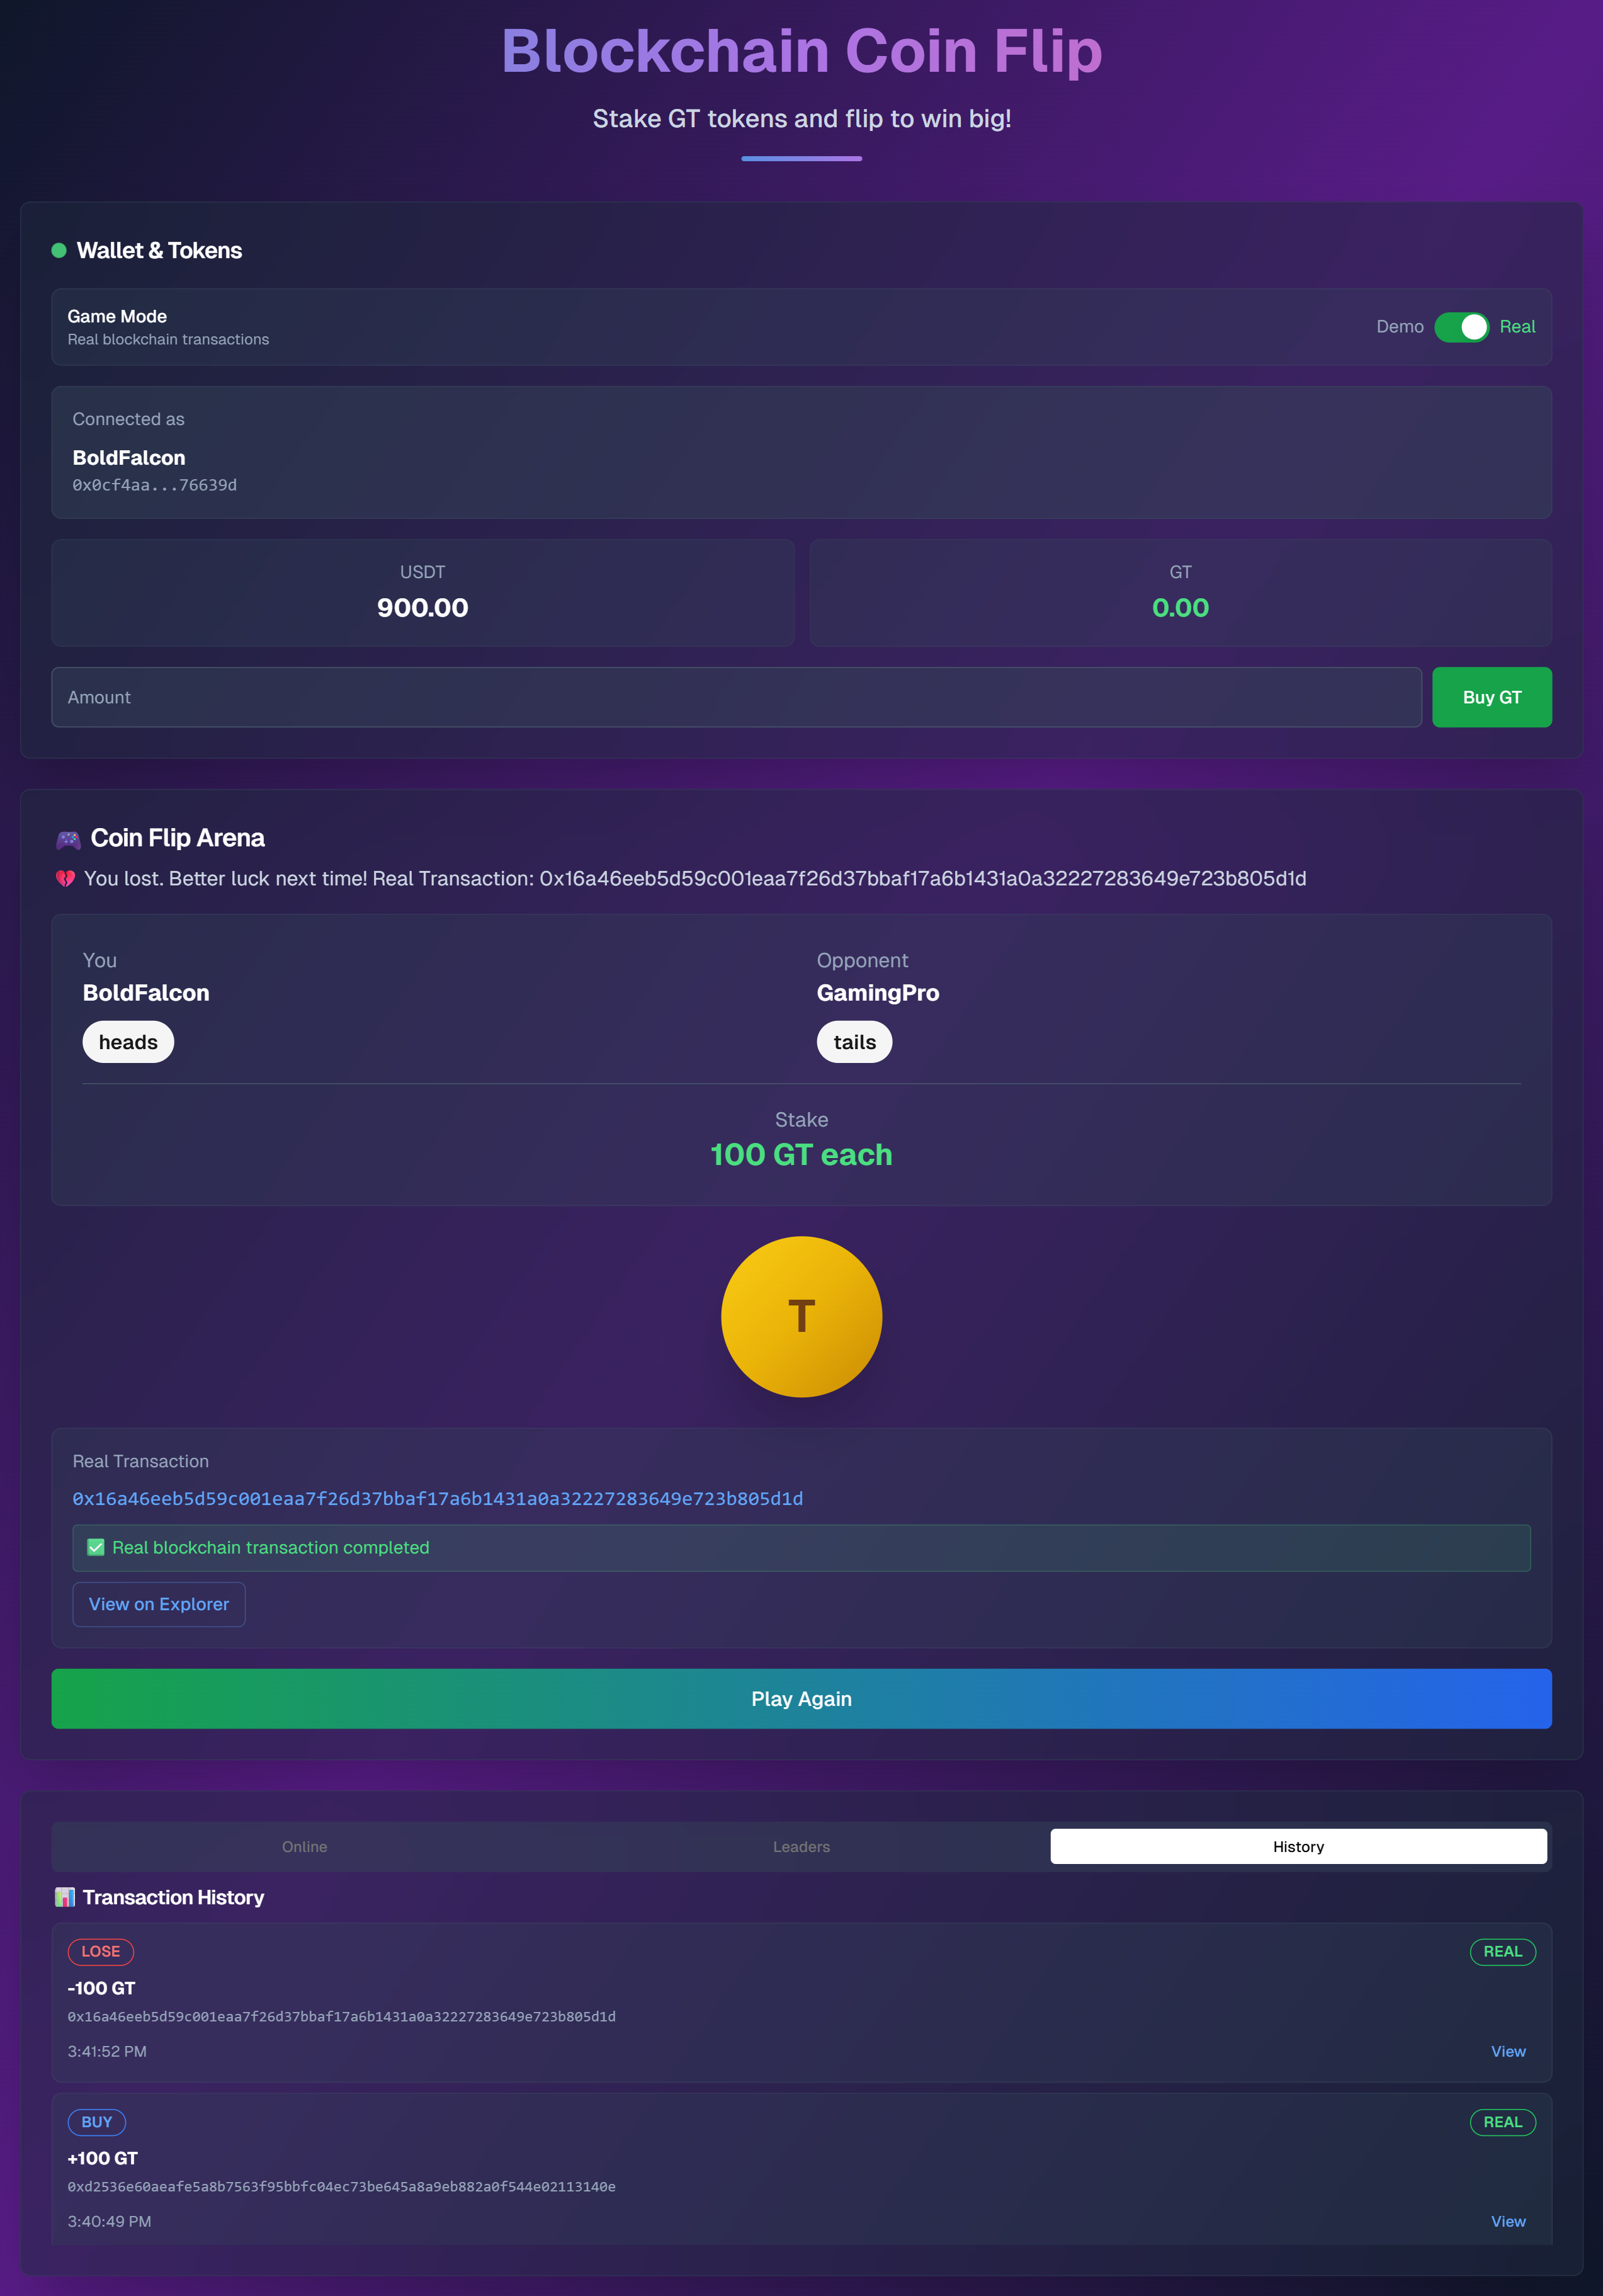 Blockchain Coin Flip
Stake GT tokens and flip to win big!
Wallet & Tokens
Game Mode
Real blockchain transactions
Demo
Real
Connected as
BoldFalcon
0x0cf4aa...76639d
USDT
900.00
GT
0.00
Amount
Buy GT
Coin Flip Arena
You lost. Better luck next time! Real Transaction: 0x16a46eeb5d59c001eaa7f26d37bbaf17a6b1431a0a32227283649e723b805d1d
You
BoldFalcon
heads
Opponent
GamingPro
tails
Stake
100 GT each
T
Real Transaction
0x16a46eeb5d59c001eaa7f26d37bbaf17a6b1431a0a32227283649e723b805d1d
Real blockchain transaction completed
View on Explorer
Play Again
Online
Leaders
History
Transaction History
LOSE
REAL
-100 GT
0x16a46eeb5d59c001eaa7f26d37bbaf17a6b1431a0a32227283649e723b805d1d
3:41:52 PM
View
BUY
REAL
+100 GT
0xd2536e60aeafe5a8b7563f95bbfc04ec73be645a8a9eb882a0f544e02113140e
3:40:49 PM
View